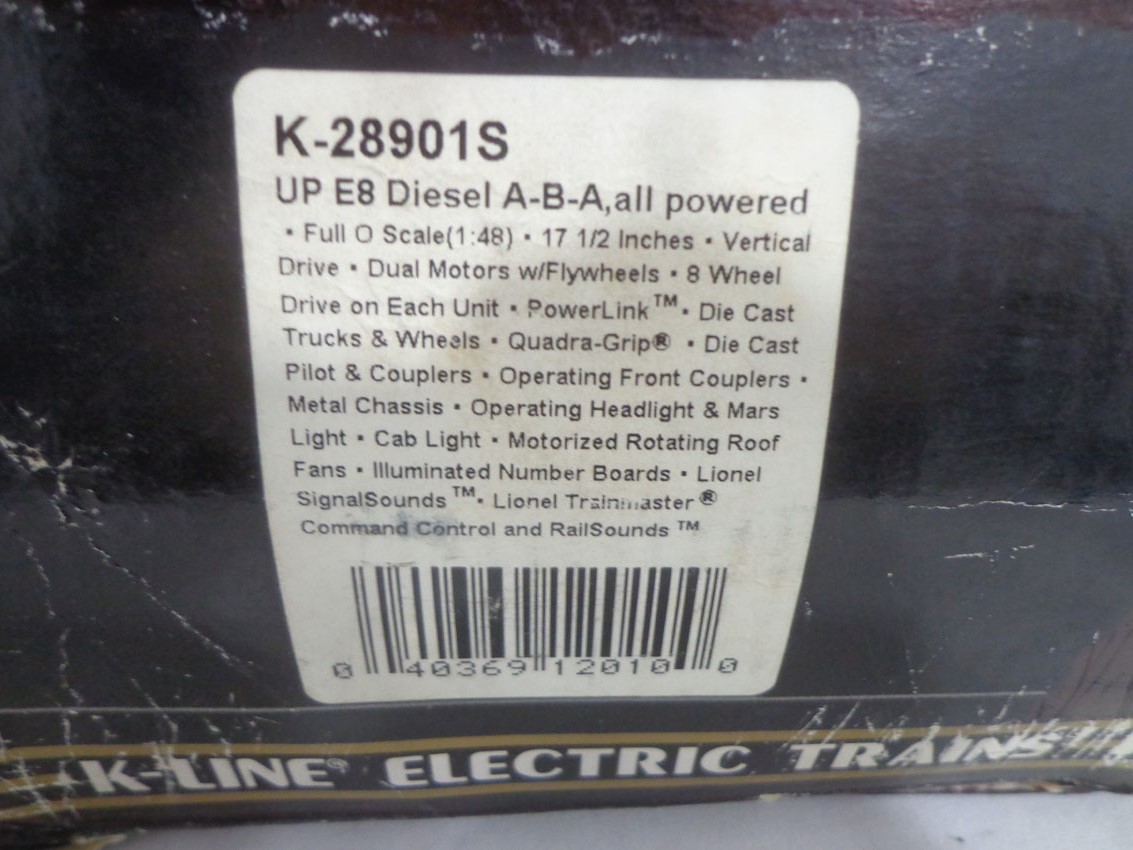 K-28901S
UP E8 Diesel A-B-A,all powered
• Full O Scale(1:48) • 17 1/2 Inches • Vertical
Drive • Dual Motors w/Flywheels • 8 Wheel
Drive on Each Unit • PowerLink™ • Die Cast
Trucks & Wheels • Quadra-Grip® • Die Cast
Pilot & Couplers • Operating Front Couplers •
Metal Chassis • Operating Headlight & Mars
Light • Cab Light • Motorized Rotating Roof
Fans • Illuminated Number Boards • Lionel
SignalSounds™• Lionel Trainmaster®
Command Control and RailSounds™
0 40369 12010 0
K-LINE® ELECTRIC TRAINS